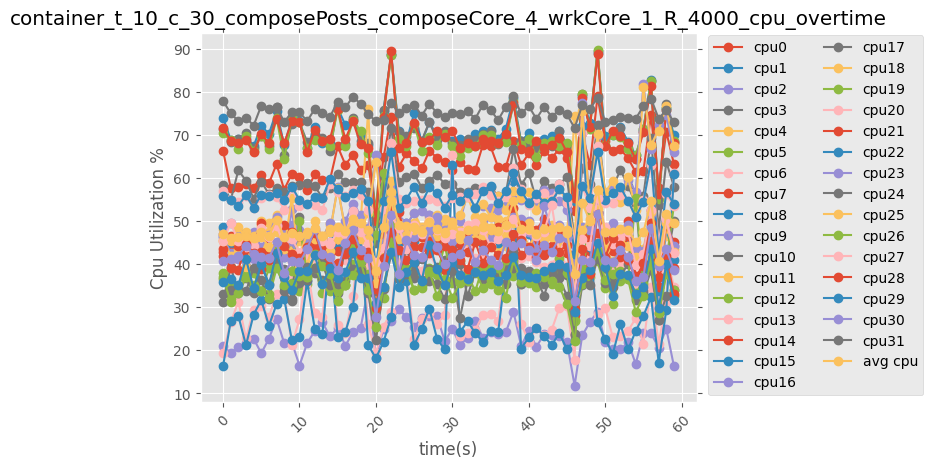 container_t_10_c_30_composePosts_composeCore_4_wrkCore_1_R_4000_cpu_overtime
Cpu Utilization %
90
80
70
60
50
40
30
20
10
0
10
20
30
40
50
60
time(s)
cpu0
cpu1
cpu2
cpu3
cpu4
cpu5
cpu6
cpu7
cpu8
cpu9
cpu10
cpu11
cpu12
cpu13
cpu14
cpu15
cpu16
cpu17
cpu18
cpu19
cpu20
cpu21
cpu22
cpu23
cpu24
cpu25
cpu26
cpu27
cpu28
cpu29
cpu30
cpu31
avg cpu